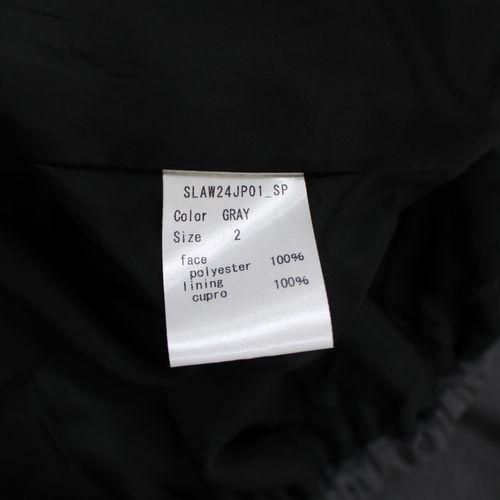 SLAW24JP01_SP
Color GRAY
Size 2
face
polyester 100%
lining
cupro 100%